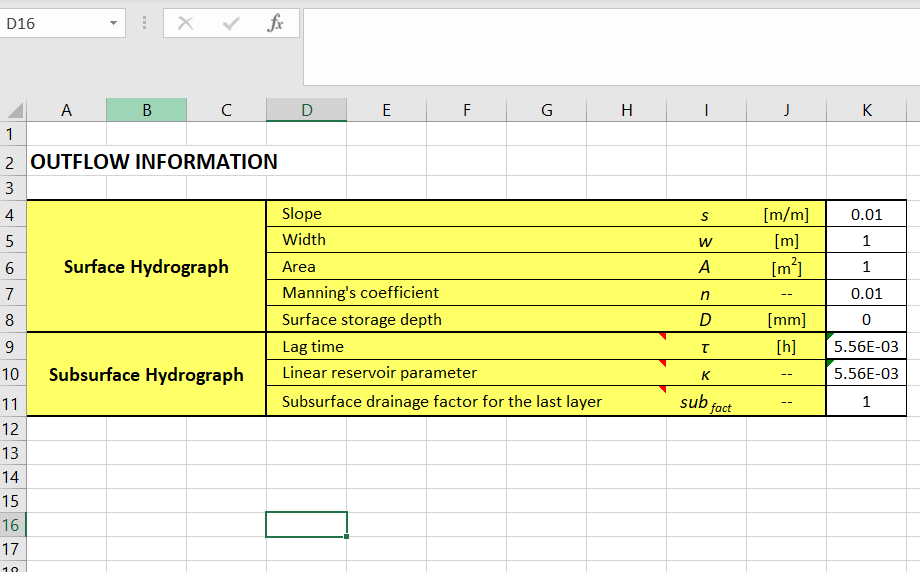 D16 fx
A B C D E F G H I J K
1
2 OUTFLOW INFORMATION
3
4 Slope s [m/m] 0.01
5 Width w [m] 1
6 Surface Hydrograph Area A [m²] 1
7 Manning's coefficient n -- 0.01
8 Surface storage depth D [mm] 0
9 Lag time τ [h] 5.56E-03
10 Subsurface Hydrograph Linear reservoir parameter κ -- 5.56E-03
11 Subsurface drainage factor for the last layer sub fact -- 1
12
13
14
15
16
17
18